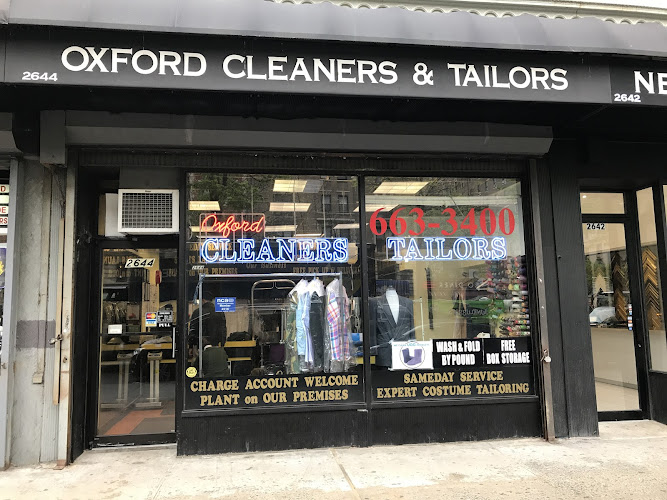 2644 OXFORD CLEANERS & TAILORS
2642
Oxford
CLEANERS
663-3400
TAILORS
2644
2642
PULL
WASH & FOLD
BY POUND
FREE
BOX STORAGE
CHARGE ACCOUNT WELCOME
PLANT on OUR PREMISES
SAMEDAY SERVICE
EXPERT COSTUME TAILORING